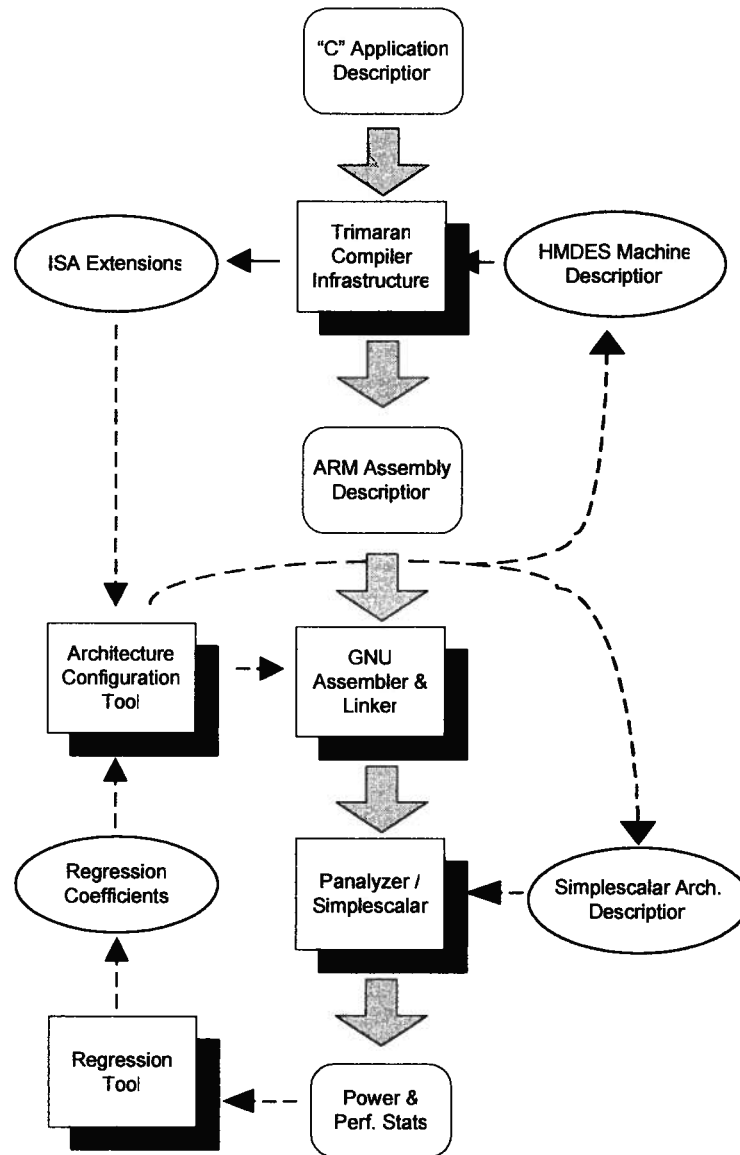 "C" Application
Descriptior
Trimaran
Compiler
Infrastructure
ISA Extensions
HMDES Machine
Descriptior
ARM Assembly
Descriptior
Architecture
Configuration
Tool
GNU
Assembler &
Linker
Regression
Coefficients
Panalyzer /
Simplescalar
Simplescalar Arch.
Descriptior
Regression
Tool
Power &
Perf. Stats